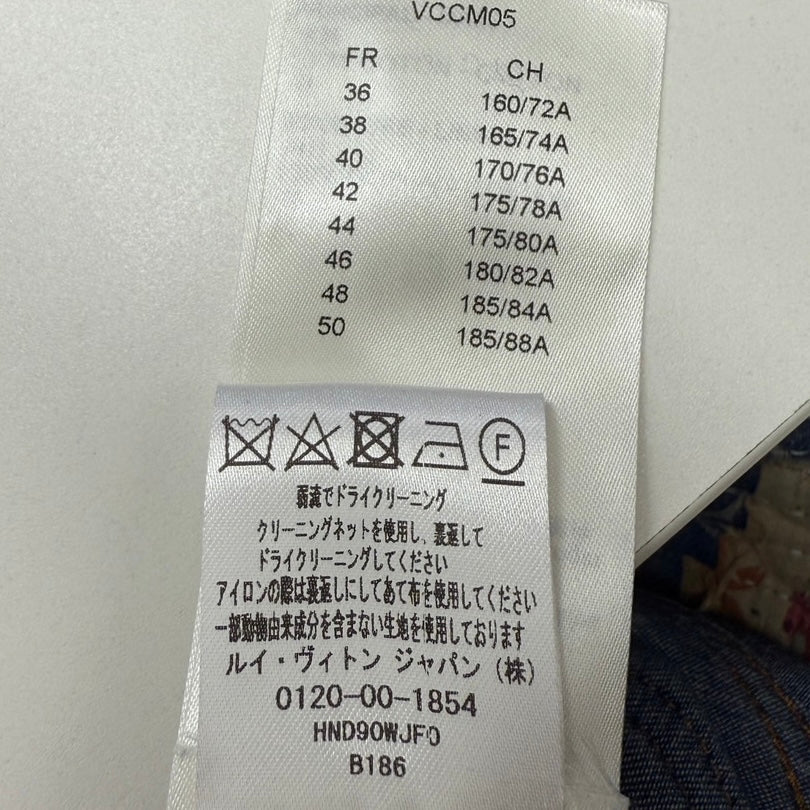 VCCM05
FR CH
36 160/72A
38 165/74A
40 170/76A
42 175/78A
44 175/80A
46 180/82A
48 185/84A
50 185/88A
F
弱流でドライクリーニング
クリーニングネットを使用し、裏返して
ドライクリーニングしてください
アイロンの際は裏返しにしてあて布を使用してください
一部動物由来成分を含まない生地を使用しております
ルイ・ヴィトン ジャパン (株)
0120-00-1854
HND90WJF0
B186